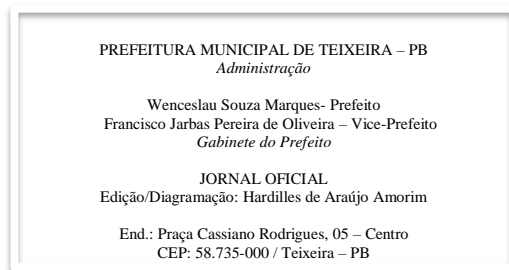 PREFEITURA MUNICIPAL DE TEIXEIRA – PB
Administração
Wenceslau Souza Marques- Prefeito
Francisco Jarbas Pereira de Oliveira – Vice-Prefeito
Gabinete do Prefeito
JORNAL OFICIAL
Edição/Diagramação: Hardilles de Araújo Amorim
End.: Praça Cassiano Rodrigues, 05 – Centro
CEP: 58.735-000 / Teixeira – PB